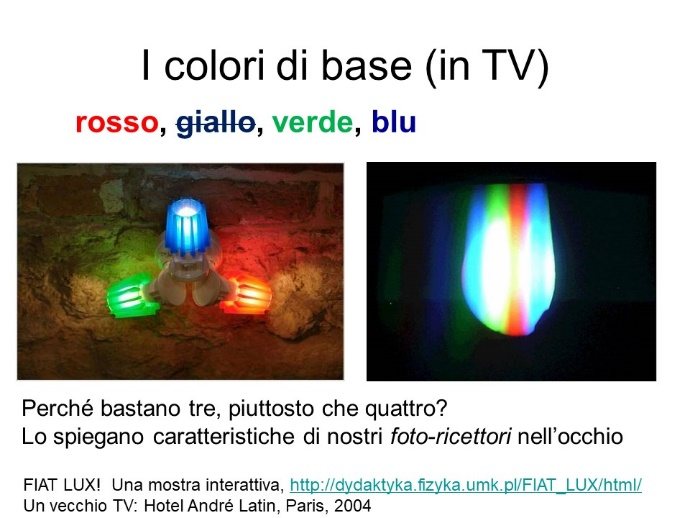 I colori di base (in TV)
rosso, giallo, verde, blu
Perché bastano tre, piuttosto che quattro?
Lo spiegano caratteristiche di nostri foto-ricettori nell’occhio
FIAT LUX! Una mostra interattiva, http://dydaktyka.fizyka.umk.pl/FIAT_LUX/html/
Un vecchio TV: Hotel André Latin, Paris, 2004